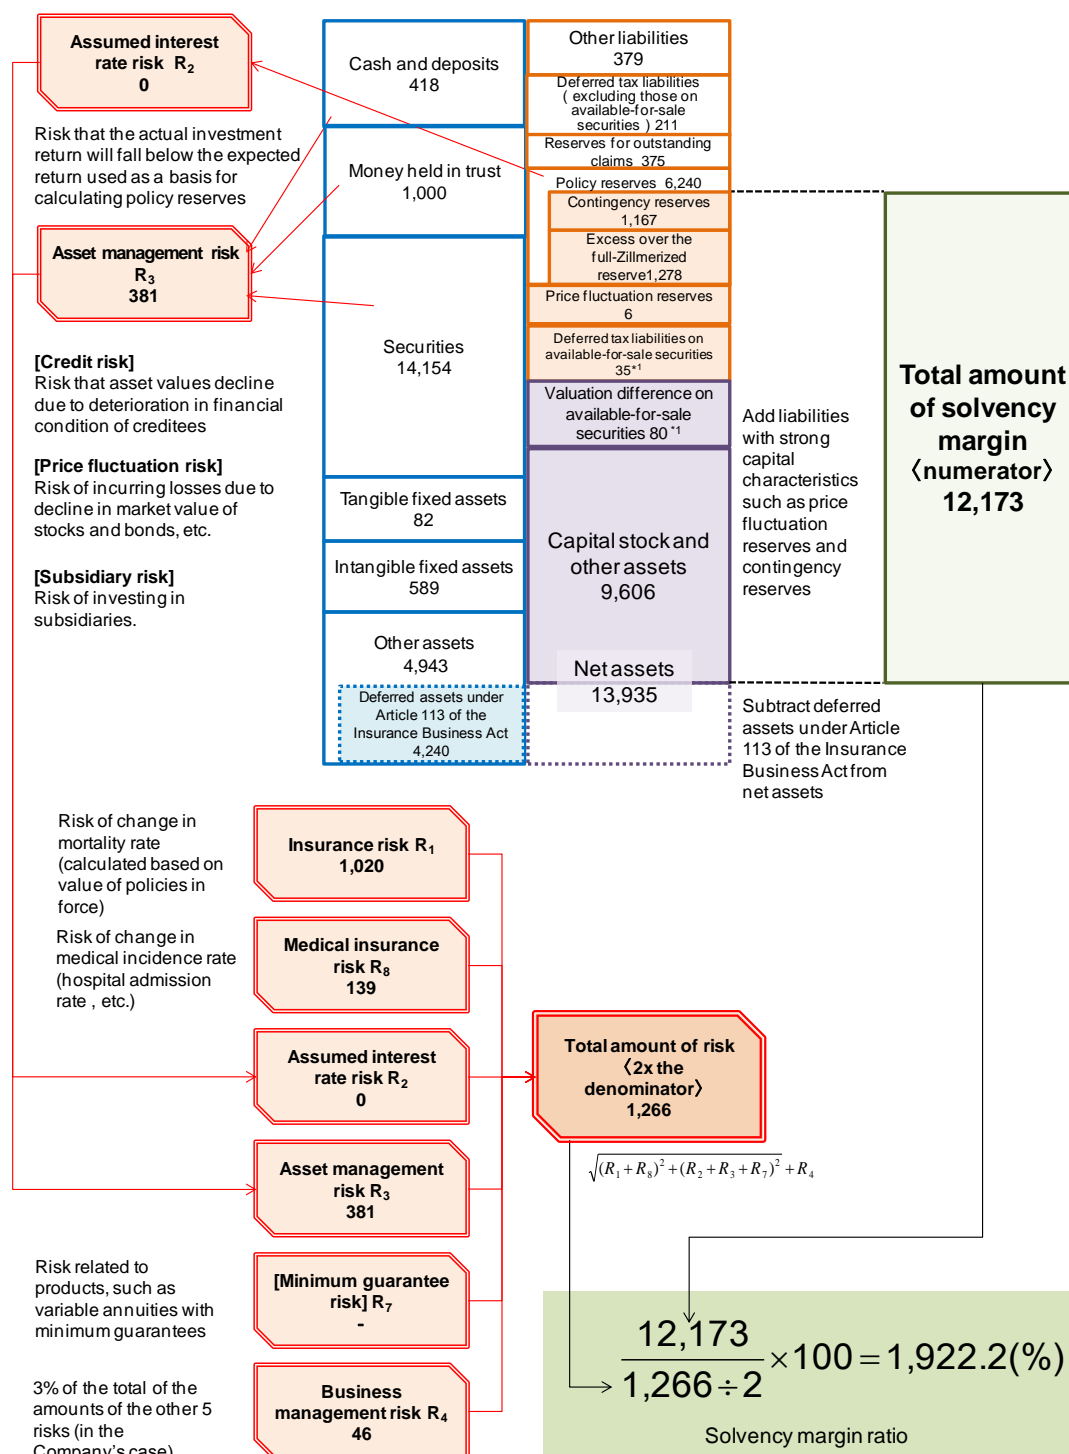 Assumed interest
rate risk R2
0
Risk that the actual investment
return will fall below the expected
return used as a basis for
calculating policy reserves
Asset management risk
R3
381
[Credit risk]
Risk that asset values decline
due to deterioration in financial
condition of creditees
[Price fluctuation risk]
Risk of incurring losses due to
decline in market value of
stocks and bonds, etc.
[Subsidiary risk]
Risk of investing in
subsidiaries.
Cash and deposits
418
Money held in trust
1,000
Securities
14,154
Tangible fixed assets
82
Intangible fixed assets
589
Other assets
4,943
Deferred assets under
Article 113 of the
Insurance Business Act
4,240
Other liabilities
379
Deferred tax liabilities
( excluding those on
available-for-sale
securities ) 211
Reserves for outstanding
claims 375
Policy reserves 6,240
Contingency reserves
1,167
Excess over the
full-Zillmerized
reserve1,278
Price fluctuation reserves
6
Deferred tax liabilities on
available-for-sale securities
35*1
Valuation difference on
available-for-sale
securities 80 *1
Capital stock and
other assets
9,606
Net assets
13,935
Add liabilities
with strong
capital
characteristics
such as price
fluctuation
reserves and
contingency
reserves
Subtract deferred
assets under Article
113 of the Insurance
Business Act from
net assets
Total amount
of solvency
margin
〈numerator〉
12,173
Risk of change in
mortality rate
(calculated based on
value of policies in
force)
Insurance risk R1
1,020
Risk of change in
medical incidence rate
(hospital admission
rate , etc.)
Medical insurance
risk R8
139
Assumed interest
rate risk R2
0
Asset management
risk R3
381
Risk related to
products, such as
variable annuities with
minimum guarantees
[Minimum guarantee
risk] R7
-
3% of the total of the
amounts of the other 5
risks (in the
Company's case)
Business
management risk R4
46
Total amount of risk
〈2x the
denominator〉
1,266
√(R1+R8)²+(R2+R3+R7)²+R4
12,173
1,266÷2
×100=1,922.2(%)
Solvency margin ratio